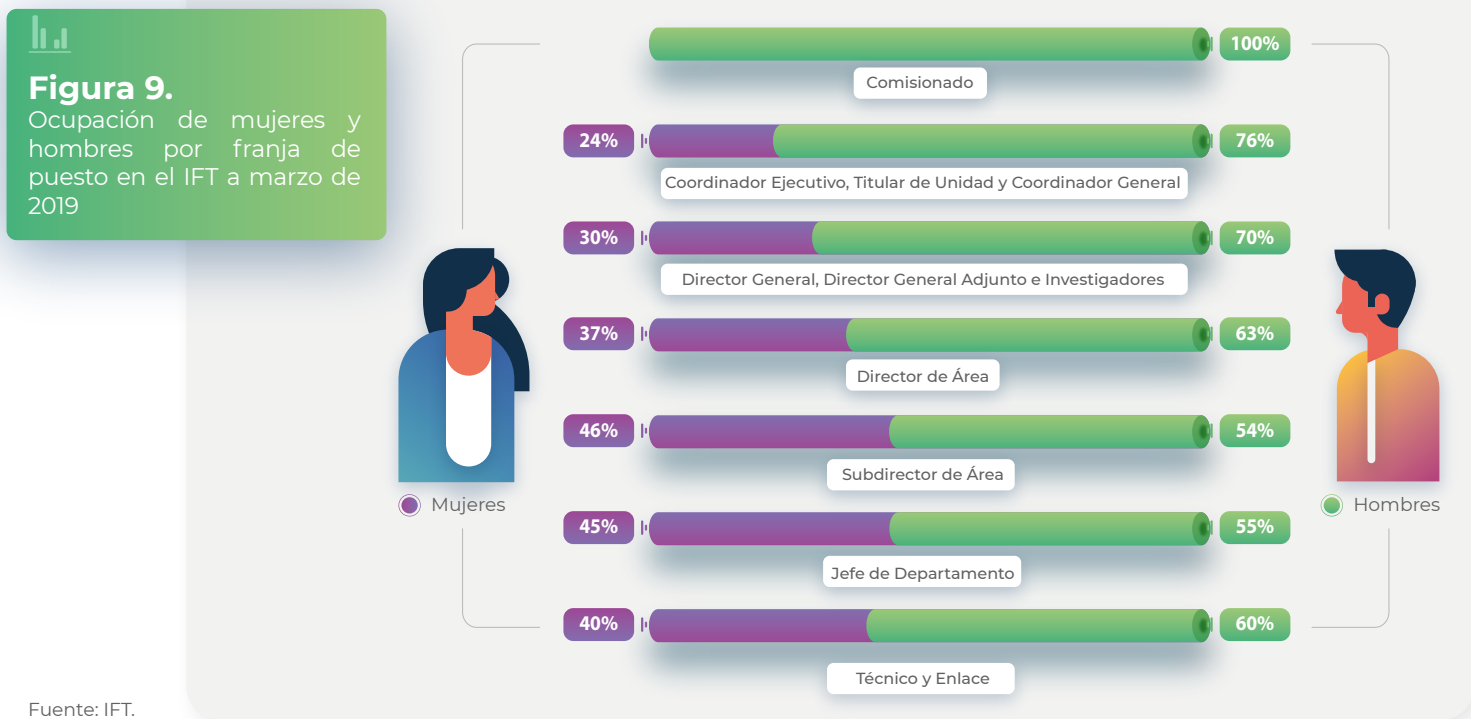 Figura 9.
Ocupación de mujeres y
hombres por franja de
puesto en el IFT a marzo de
2019
100%
Comisionado
24%
76%
Coordinador Ejecutivo, Titular de Unidad y Coordinador General
30%
70%
Director General, Director General Adjunto e Investigadores
37%
63%
Director de Área
46%
54%
Subdirector de Área
Mujeres
Hombres
45%
55%
Jefe de Departamento
40%
60%
Técnico y Enlace
Fuente: IFT.